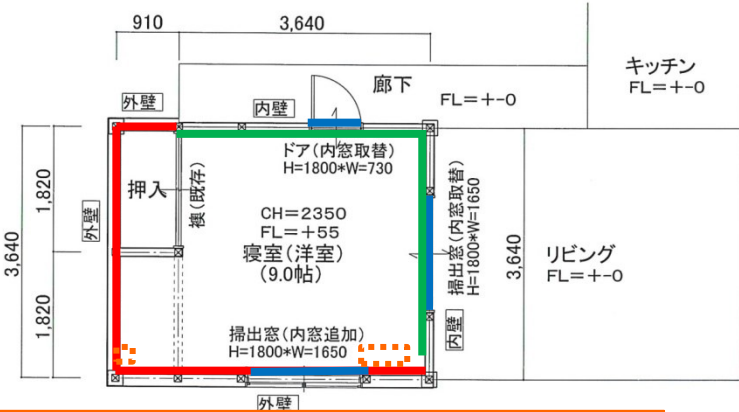 910
3,640
キッチン
FL=+-0
廊下
FL=+-0
外壁
内壁
ドア(内窓取替)
H=1800*W=730
押入
襖(既存)
1,820
3,640
外壁
1,820
CH=2350
FL=+55
寝室(洋室)
(9.0帖)
掃出窓(内窓取替)
H=1800*W=1650
3,640
リビング
FL=+-0
掃出窓(内窓追加)
H=1800*W=1650
内壁
外壁